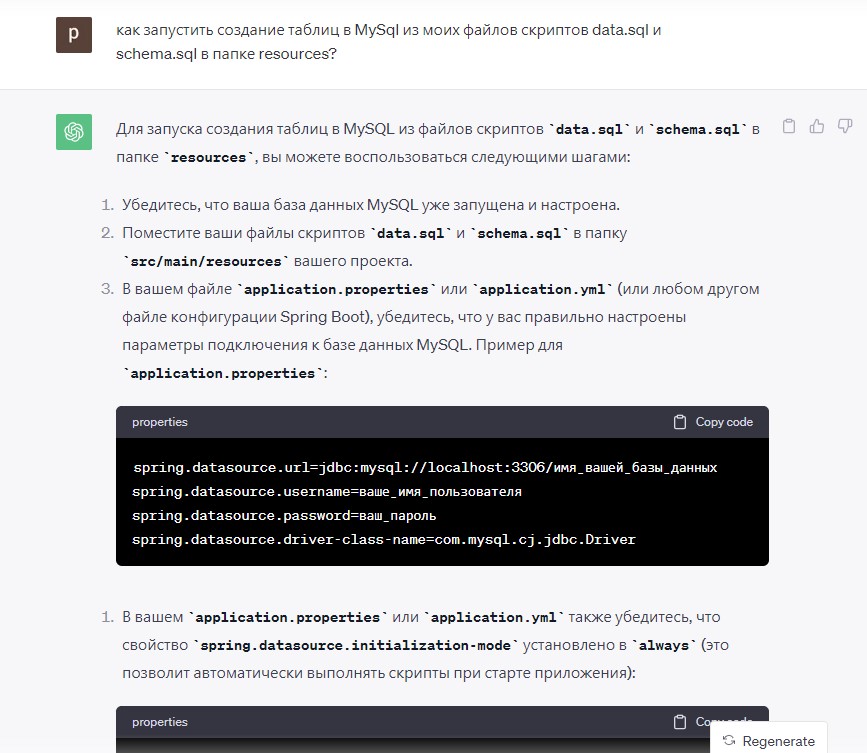 p
как запустить создание таблиц в MySql из моих файлов скриптов data.sql и
schema.sql в папке resources?
Для запуска создания таблиц в MySQL из файлов скриптов `data.sql` и `schema.sql` в
папке `resources`, вы можете воспользоваться следующими шагами:
1. Убедитесь, что ваша база данных MySQL уже запущена и настроена.
2. Поместите ваши файлы скриптов `data.sql` и `schema.sql` в папку
`src/main/resources` вашего проекта.
3. В вашем файле `application.properties` или `application.yml` (или любом другом
файле конфигурации Spring Boot), убедитесь, что у вас правильно настроены
параметры подключения к базе данных MySQL. Пример для
`application.properties`:
properties
Copy code
spring.datasource.url=jdbc:mysql://localhost:3306/имя_вашей_базы_данных
spring.datasource.username=ваше_имя_пользователя
spring.datasource.password=ваш_пароль
spring.datasource.driver-class-name=com.mysql.cj.jdbc.Driver
1. В вашем `application.properties` или `application.yml` также убедитесь, что
свойство `spring.datasource.initialization-mode` установлено в `always` (это
позволит автоматически выполнять скрипты при старте приложения):
properties
Copy code
Regenerate